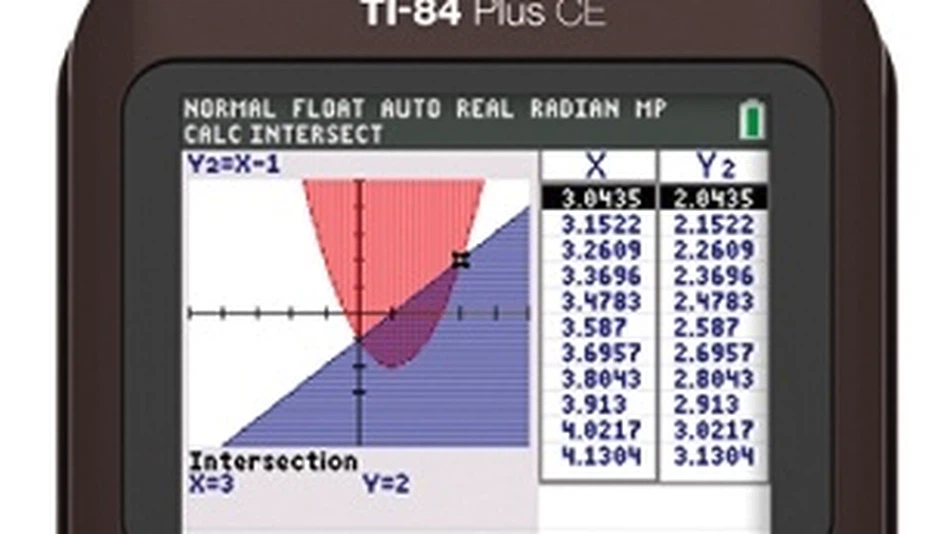 TI-84 Plus CE
NORMAL FLOAT AUTO REAL RADIAN MP
CALC INTERSECT
Y2=X-1
X Y2
3.0435 2.0435
3.1522 2.1522
3.2609 2.2609
3.3696 2.3696
3.4783 2.4783
3.587 2.587
3.6957 2.6957
3.8043 2.8043
3.913 2.913
4.0217 3.0217
4.1304 3.1304
Intersection
X=3 Y=2